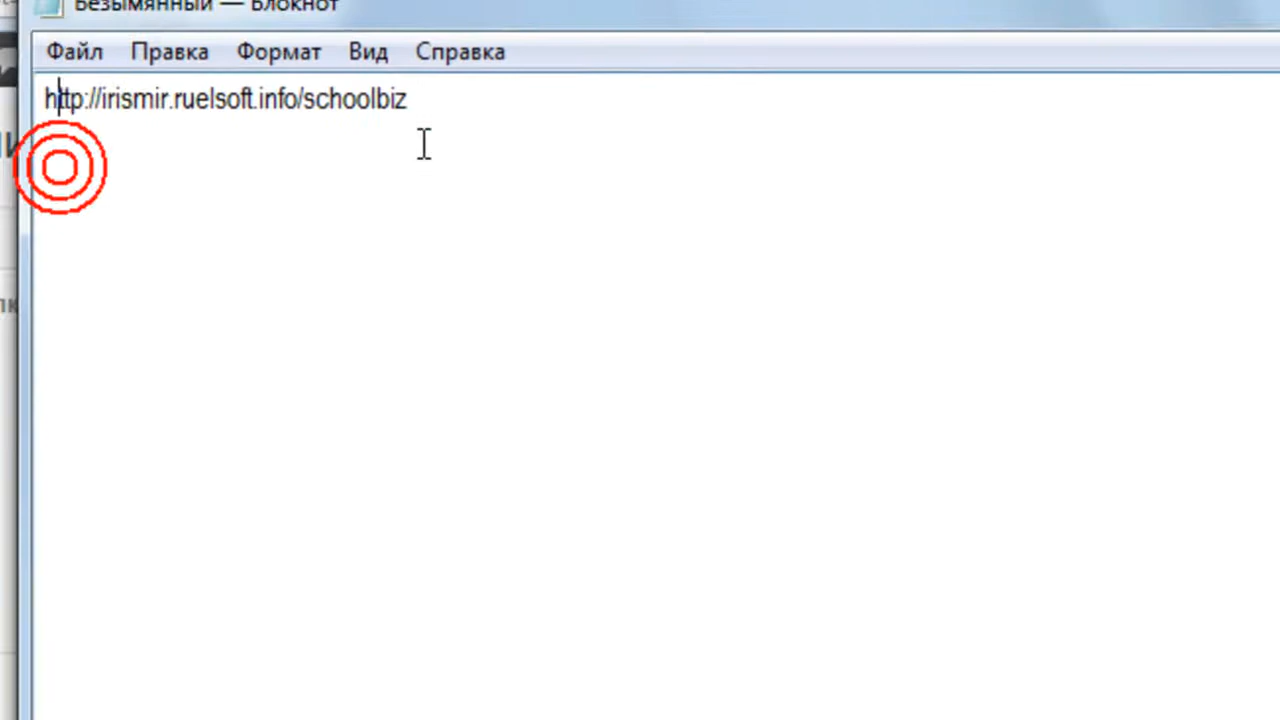 Безымянный — Блокнот
Файл Правка Формат Вид Справка
http://irismir.ruelsoft.info/schoolbiz